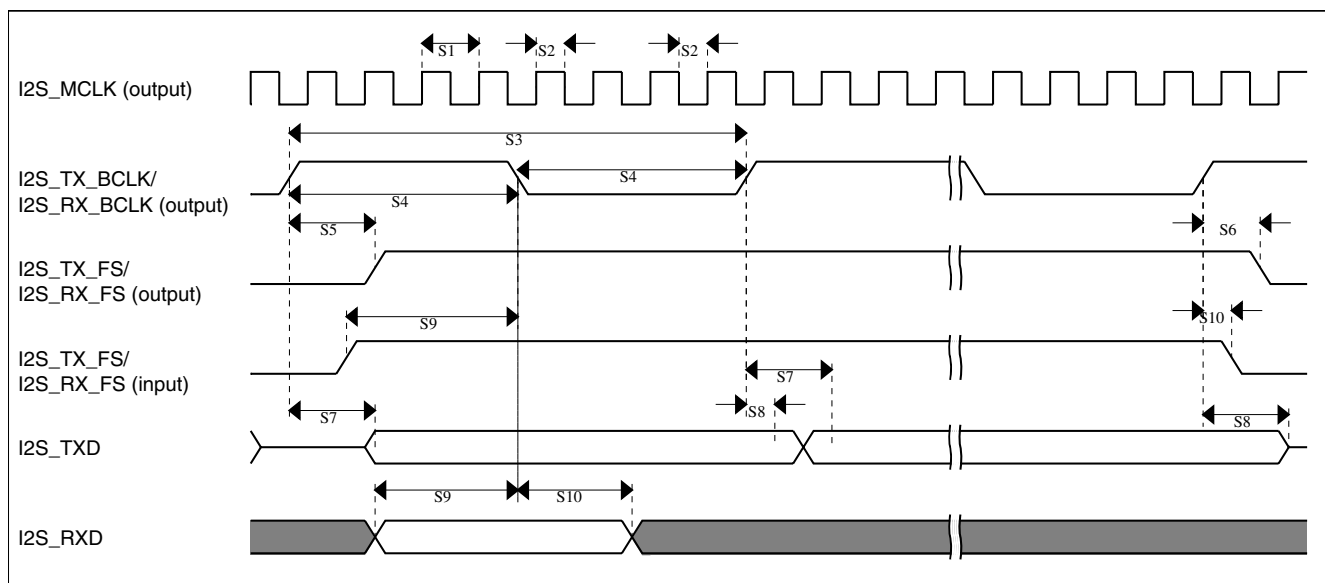 S1
S2
S2
I2S_MCLK (output)
S3
I2S_TX_BCLK/
I2S_RX_BCLK (output)
S4
S4
S5
S6
I2S_TX_FS/
I2S_RX_FS (output)
S9
S10
I2S_TX_FS/
I2S_RX_FS (input)
S7
S8
S7
S8
I2S_TXD
S9
S10
I2S_RXD